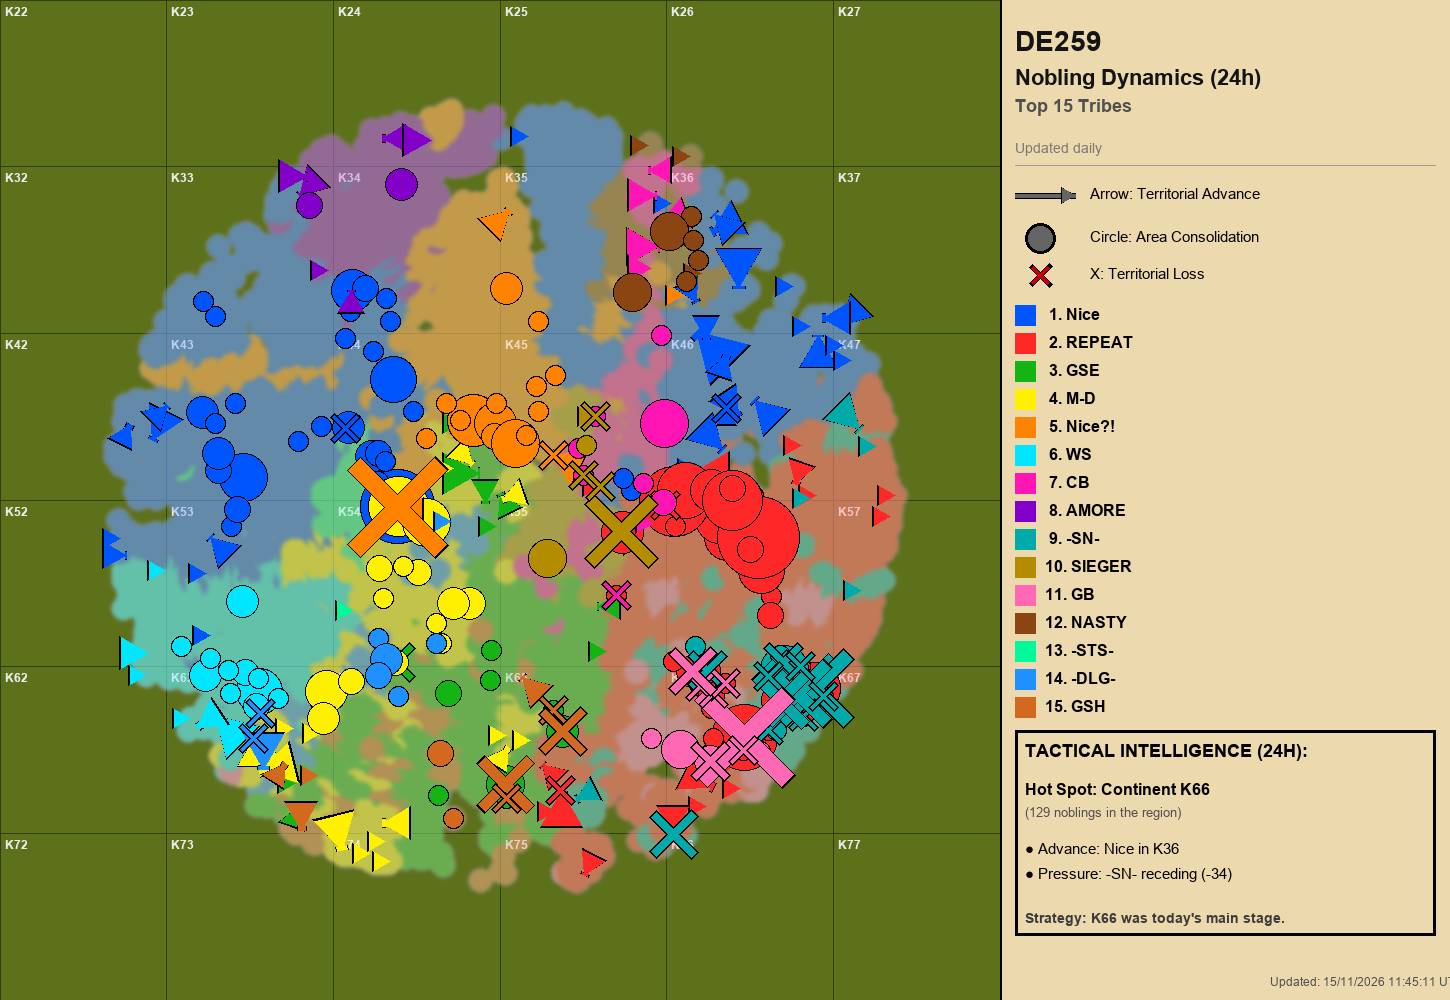 K22 K23 K24 K25 K26 K27
K32 K33 K34 K35 K36 K37
K42 K43 K45 K46 K47
K52 K53 K54 K57
K62 K67
K72 K73 K75 K77
DE259
Nobling Dynamics (24h)
Top 15 Tribes
Updated daily
Arrow: Territorial Advance
Circle: Area Consolidation
X: Territorial Loss
1. Nice
2. REPEAT
3. GSE
4. M-D
5. Nice?!
6. WS
7. CB
8. AMORE
9. -SN-
10. SIEGER
11. GB
12. NASTY
13. -STS-
14. -DLG-
15. GSH
TACTICAL INTELLIGENCE (24H):
Hot Spot: Continent K66
(129 noblings in the region)
● Advance: Nice in K36
● Pressure: -SN- receding (-34)
Strategy: K66 was today's main stage.
Updated: 15/11/2026 11:45:11